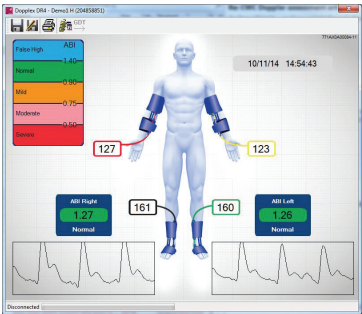 Dopplex DR4 - Demo1 H (204858851)
GDT
771AIQAS0084-11
ABI
False High
1.40
Normal
0.90
Mild
0.75
Moderate
0.50
Severe
10/11/14 14:54:43
127
123
161
160
ABI Right
1.27
Normal
ABI Left
1.26
Normal
Disconnected